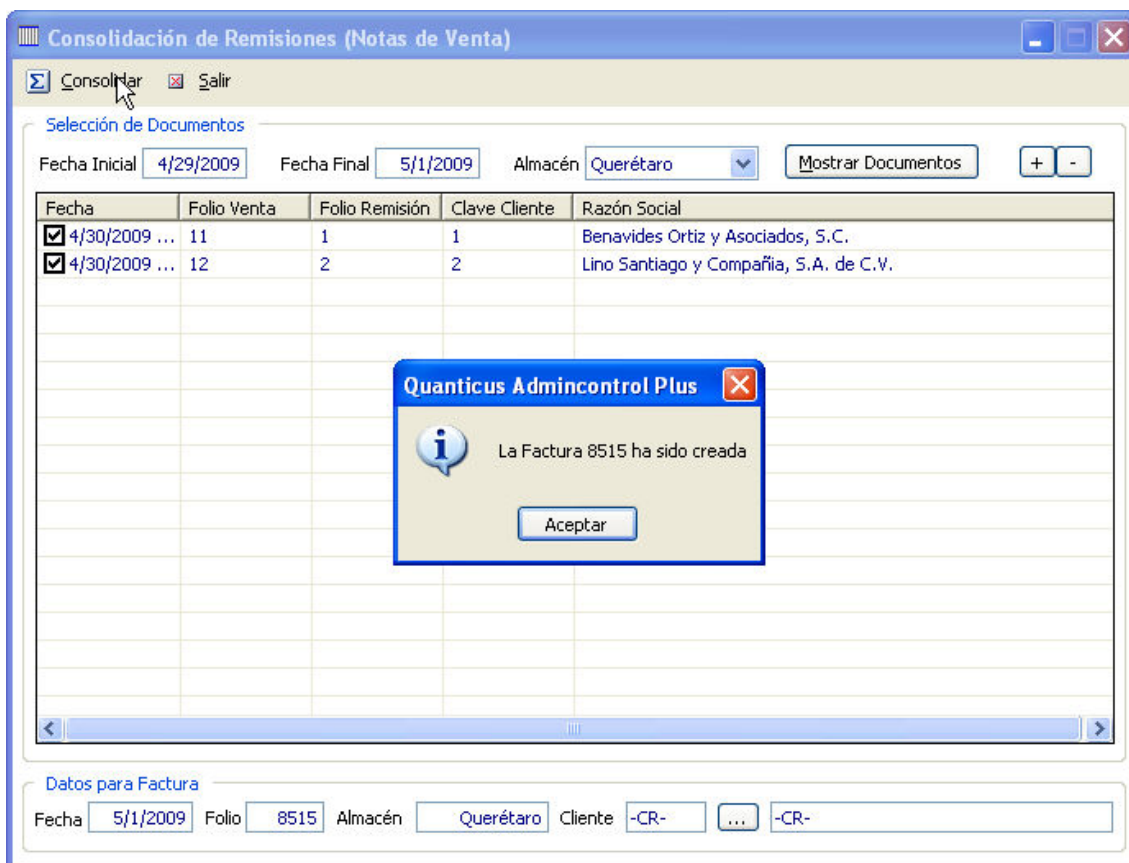 Consolidación de Remisiones (Notas de Venta)
Consolidar Salir
Selección de Documentos
Fecha Inicial 4/29/2009 Fecha Final 5/1/2009 Almacén Querétaro Mostrar Documentos + -
Fecha Folio Venta Folio Remisión Clave Cliente Razón Social
4/30/2009 ... 11 1 1 Benavides Ortiz y Asociados, S.C.
4/30/2009 ... 12 2 2 Lino Santiago y Compañia, S.A. de C.V.
Quanticus Admincontrol Plus
La Factura 8515 ha sido creada
Aceptar
Datos para Factura
Fecha 5/1/2009 Folio 8515 Almacén Querétaro Cliente -CR- ... -CR-